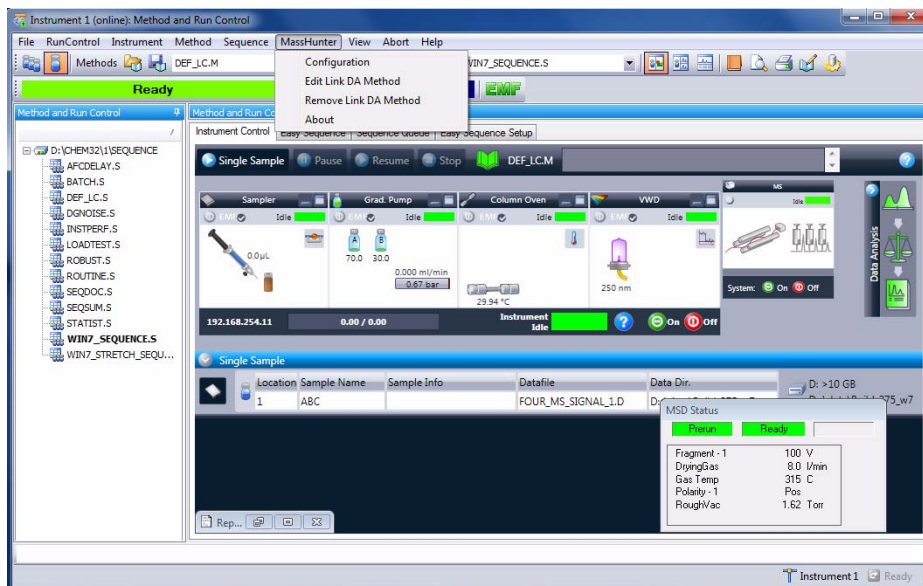 Instrument 1 (online): Method and Run Control
File RunControl Instrument Method Sequence MassHunter View Abort Help
Configuration
Edit Link DA Method
Remove Link DA Method
About
Methods DEF_LC.M WIN7_SEQUENCE.S
Ready EMF
Method and Run Control
D:\CHEM32\1\SEQUENCE
AFCDELAY.S
BATCH.S
DEF_LC.S
DGNOISE.S
INSTPERF.S
LOADTEST.S
ROBUST.S
ROUTINE.S
SEQDOC.S
SEQSUM.S
STATIST.S
WIN7_SEQUENCE.S
WIN7_STRETCH_SEQU...
Method and Run Co
Instrument Control Easy Sequence Sequence Queue Easy Sequence Setup
Single Sample Pause Resume Stop DEF_LC.M
Sampler Grad. Pump Column Oven VWD MS
EMF Idle EMF Idle EMF Idle EMF Idle Idle
0.0µL
A B
70.0 30.0
0.000 ml/min
0.67 bar
29.94 °C
250 nm
System: On Off
Data Analysis
192.168.254.11 0.00 / 0.00 Instrument Idle On Off
Single Sample
Location Sample Name Sample Info Datafile Data Dir.
1 ABC FOUR_MS_SIGNAL_1.D
D: >10 GB
MSD Status
Prerun Ready
Fragment - 1 100 V
DryingGas 8.0 l/min
Gas Temp 315 C
Polarity - 1 Pos
RoughVac 1.62 Torr
Rep...
Instrument 1 Ready